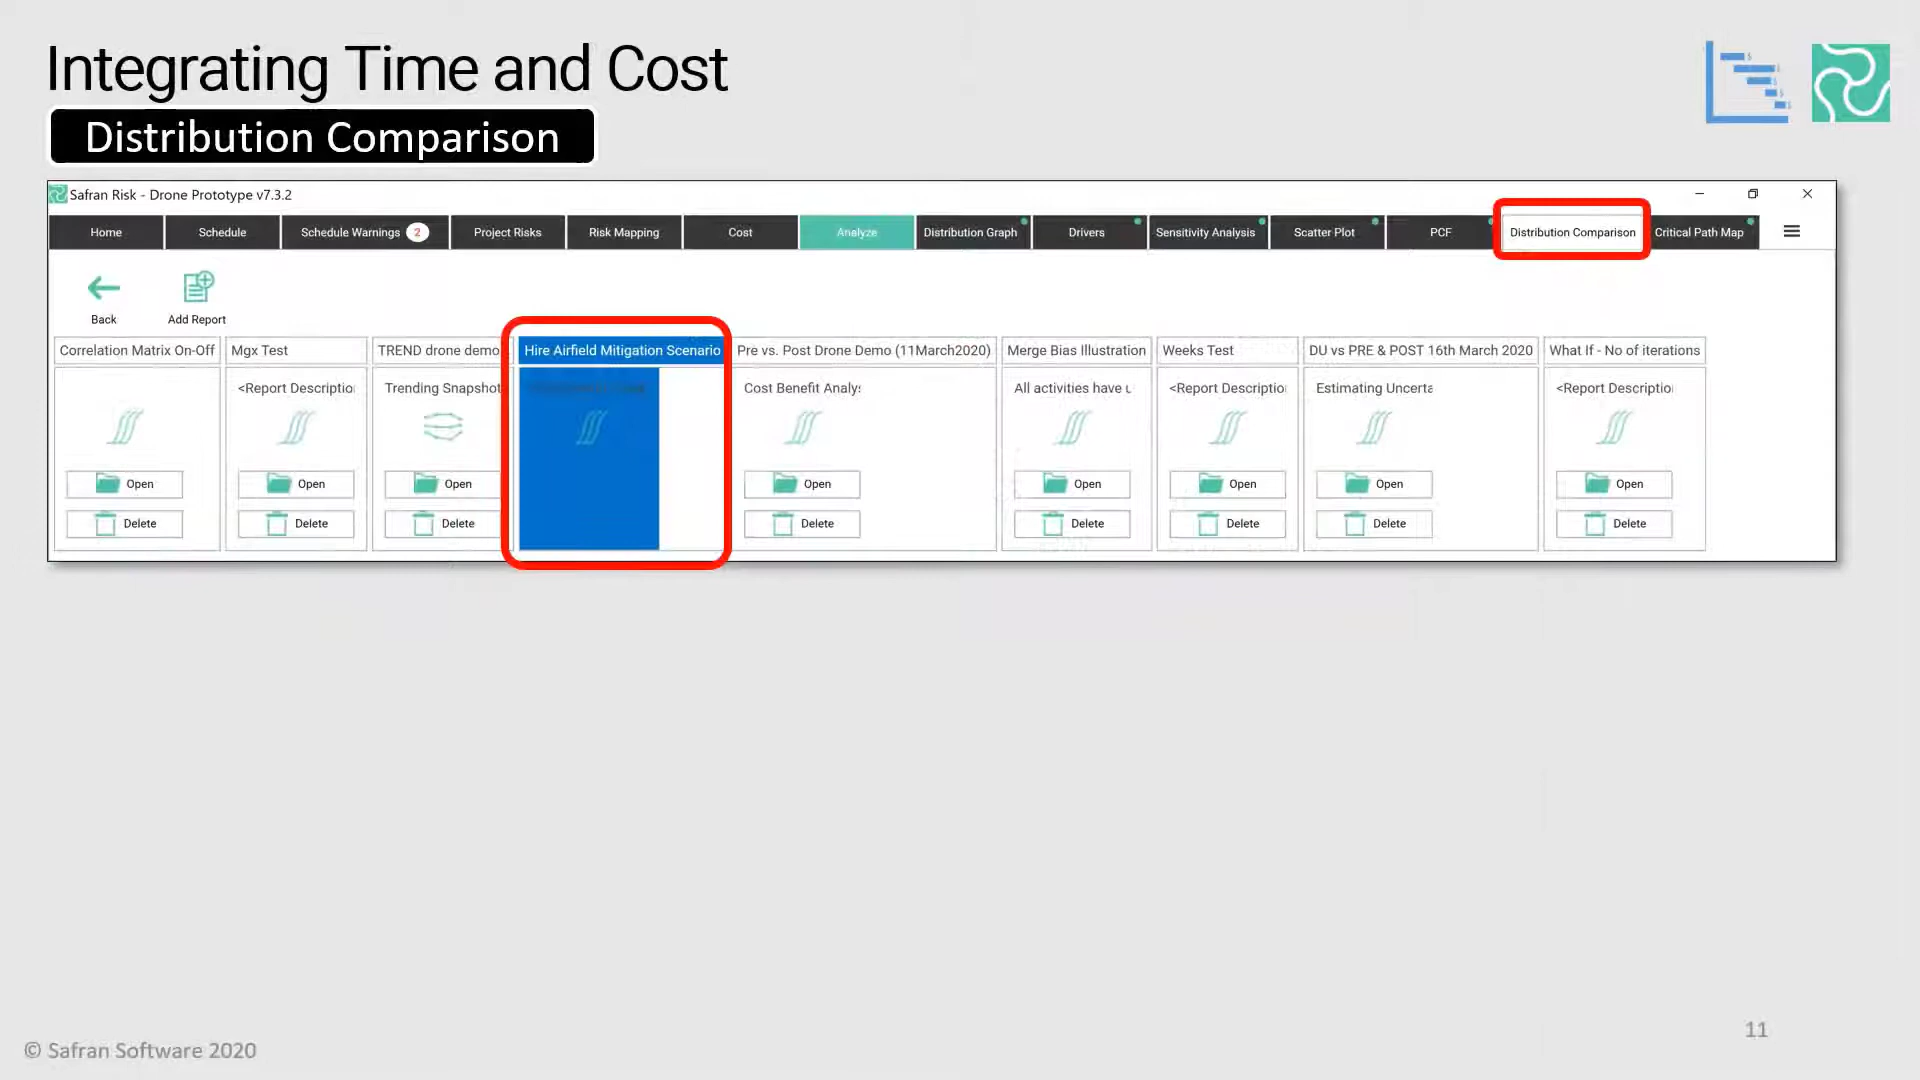 Integrating Time and Cost
Distribution Comparison
Safran Risk - Drone Prototype v7.3.2
Home Schedule Schedule Warnings 2 Project Risks Risk Mapping Cost Analyze Distribution Graph Drivers Sensitivity Analysis Scatter Plot PCF Distribution Comparison Critical Path Map
Back Add Report
Correlation Matrix On-Off Mgx Test TREND drone demo Hire Airfield Mitigation Scenario Pre vs. Post Drone Demo (11March2020) Merge Bias Illustration Weeks Test DU vs PRE & POST 16th March 2020 What If - No of iterations
<Report Descriptio Trending Snapshot Cost Benefit Analys All activities have u <Report Descriptio Estimating Uncerta <Report Descriptio
Open Open Open Open Open Open Open Open
Delete Delete Delete Delete Delete Delete Delete Delete
11
© Safran Software 2020